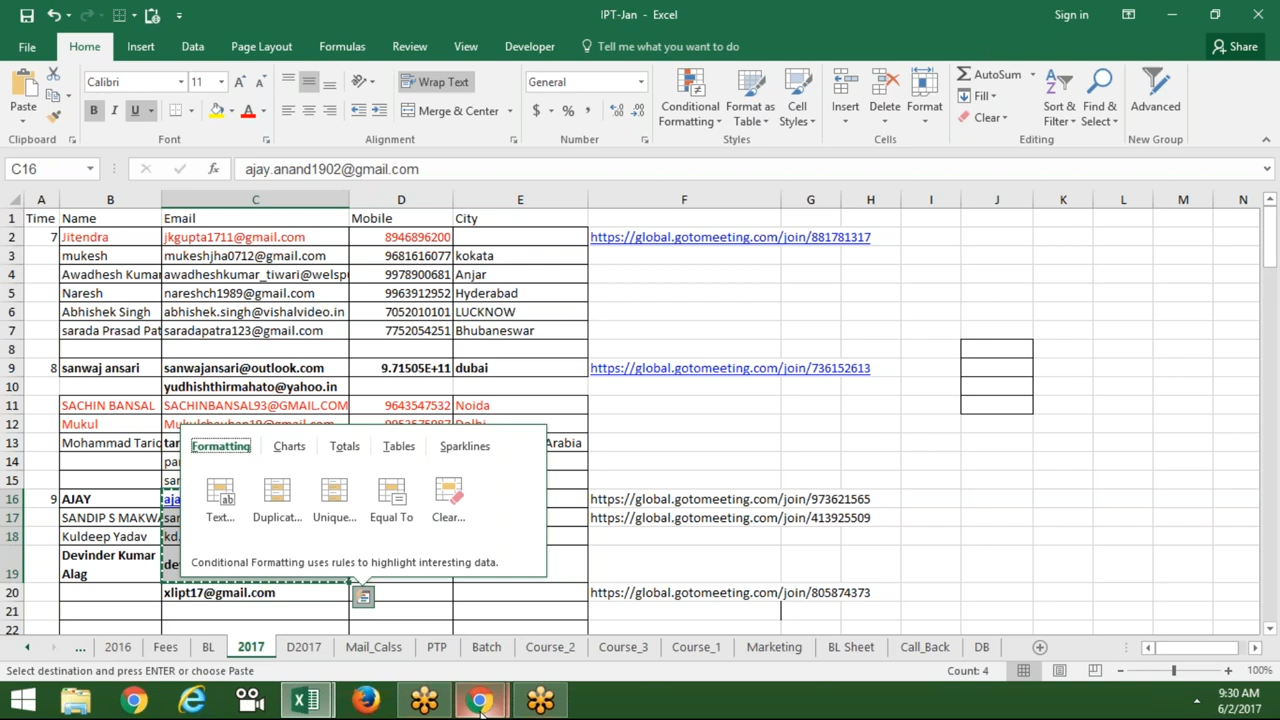 IPT-Jan - Excel
Sign in
File Home Insert Data Page Layout Formulas Review View Developer Tell me what you want to do Share
Paste Calibri 11 Wrap Text General Conditional Formatting Format as Table Cell Styles Insert Delete Format AutoSum Fill Clear Sort & Filter Find & Select Advanced
B I U Merge & Center $ %
Clipboard Font Alignment Number Styles Cells Editing New Group
C16 fx ajay.anand1902@gmail.com
A B C D E F G H I J K L M N
1 Time Name Email Mobile City
2 7 Jitendra jkgupta1711@gmail.com 8946896200 https://global.gotomeeting.com/join/881781317
3 mukesh mukeshjha0712@gmail.com 9681616077 kokata
4 Awadhesh Kumar awadheshkumar_tiwari@welspu 9978900681 Anjar
5 Naresh nareshch1989@gmail.com 9963912952 Hyderabad
6 Abhishek Singh abhishek.singh@vishalvideo.in 7052010101 LUCKNOW
7 sarada Prasad Pat saradapatra123@gmail.com 7752054251 Bhubaneswar
8
9 8 sanwaj ansari sanwajansari@outlook.com 9.71505E+11 dubai https://global.gotomeeting.com/join/736152613
10 yudhishthirmahato@yahoo.in
11 SACHIN BANSAL SACHINBANSAL93@GMAIL.COM 9643547532 Noida
12 Mukul
13 Mohammad Tariq tar Arabia
14 par
15 sar
16 9 AJAY aja https://global.gotomeeting.com/join/973621565
17 SANDIP S MAKWA san https://global.gotomeeting.com/join/413925509
18 Kuldeep Yadav kd.
19 Devinder Kumar Alag de
20 xlipt17@gmail.com https://global.gotomeeting.com/join/805874373
21
22
Formatting Charts Totals Tables Sparklines
Text... Duplicat... Unique... Equal To Clear...
Conditional Formatting uses rules to highlight interesting data.
... 2016 Fees BL 2017 D2017 Mail_Calss PTP Batch Course_2 Course_3 Course_1 Marketing BL Sheet Call_Back DB
Select destination and press ENTER or choose Paste Count: 4 100%
9:30 AM
6/2/2017